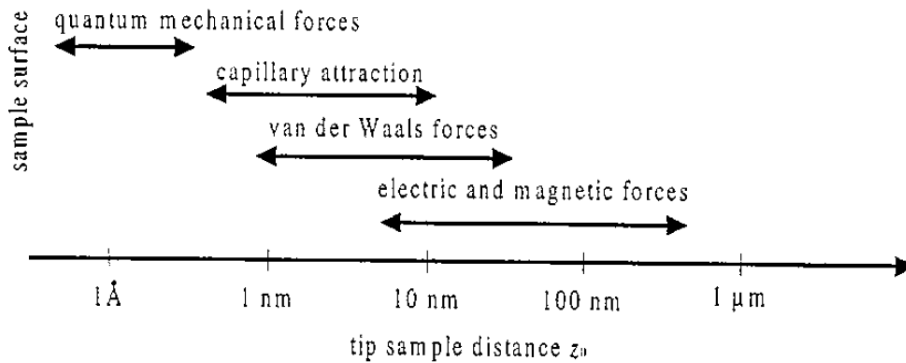 sample surface
quantum mechanical forces
capillary attraction
van der Waals forces
electric and magnetic forces
1Å 1 nm 10 nm 100 nm 1 μm
tip sample distance z₀